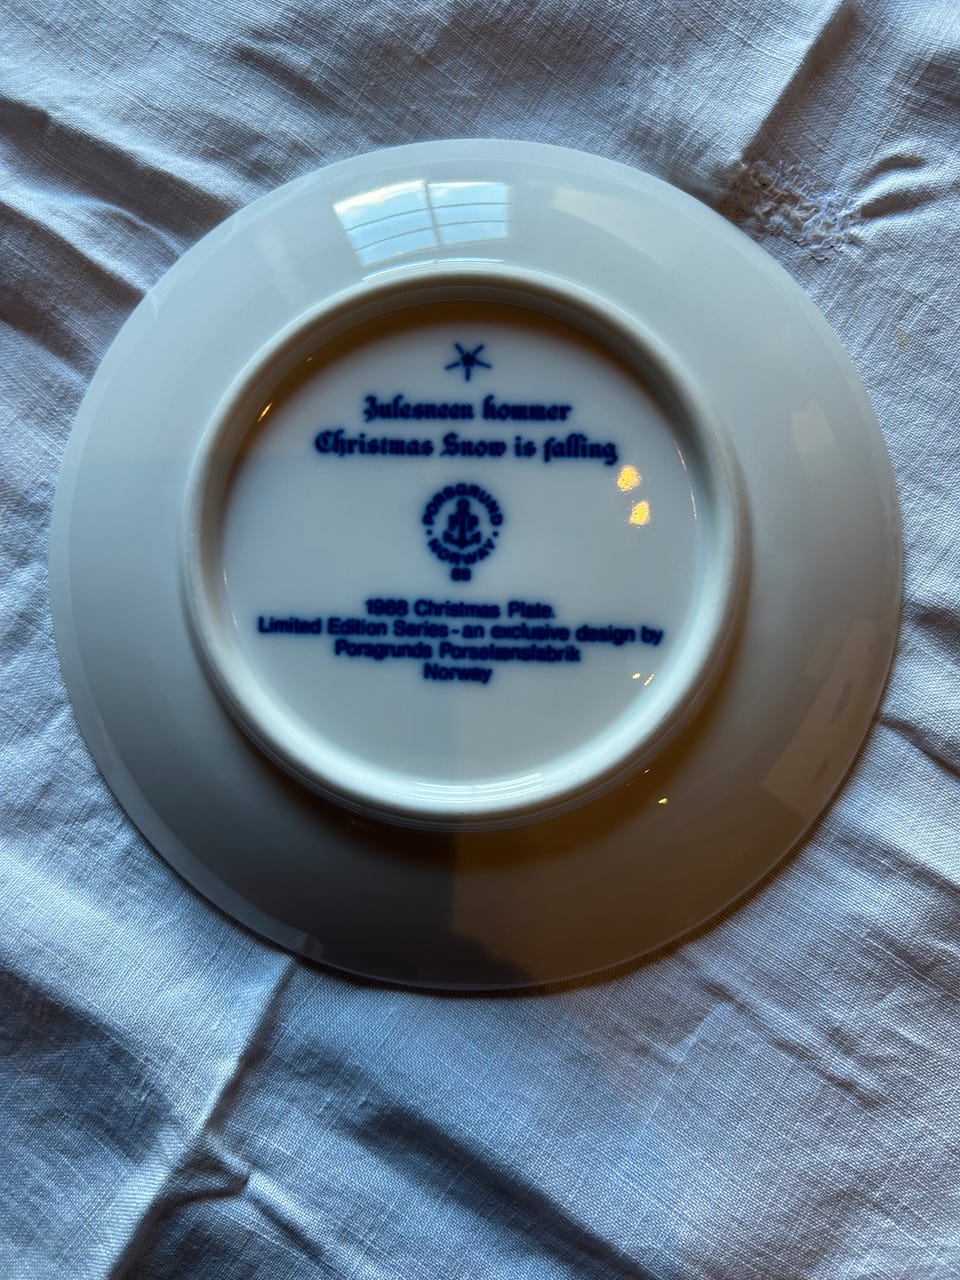 Julesneen kommer
Christmas Snow is falling
PORSGRUND
· NORWAY ·
88
1988 Christmas Plate.
Limited Edition Series - an exclusive design by
Porsgrunds Porselænsfabrik
Norway